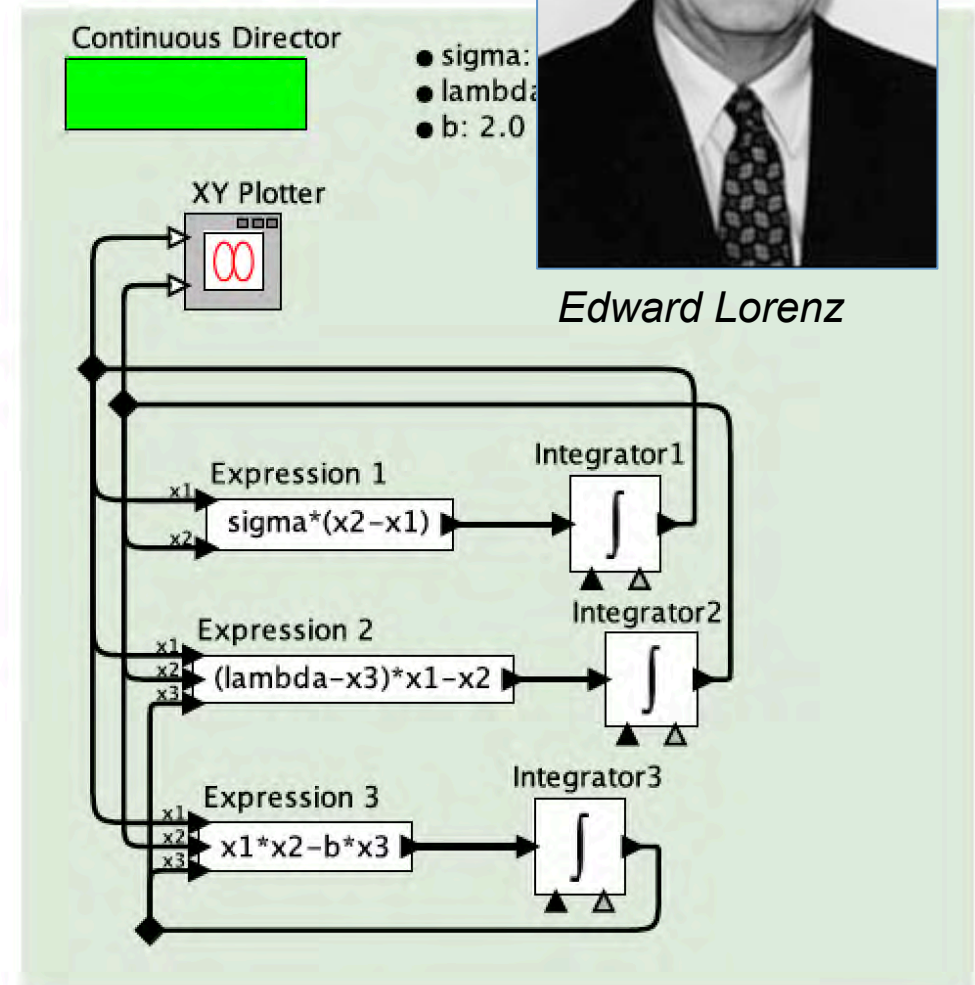 Continuous Director
● sigma:
● lambda
● b: 2.0
XY Plotter
Edward Lorenz
Integrator1
Expression 1
x1
sigma*(x2-x1)
x2
Integrator2
Expression 2
x1
x2
(lambda-x3)*x1-x2
x3
Integrator3
Expression 3
x1
x2
x1*x2-b*x3
x3